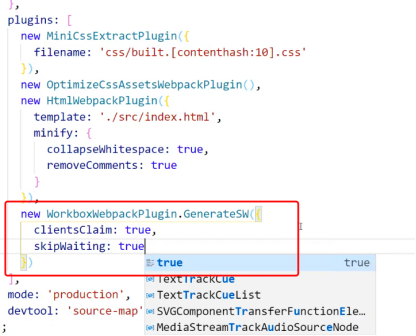 },
plugins: [
new MiniCssExtractPlugin({
filename: 'css/built.[contenthash:10].css'
}),
new OptimizeCssAssetsWebpackPlugin(),
new HtmlWebpackPlugin({
template: './src/index.html',
minify: {
collapseWhitespace: true,
removeComments: true
}
}),
new WorkboxWebpackPlugin.GenerateSW({
clientsClaim: true,
skipWaiting: true
})
true true
],
TextTrackCue
mode: 'production',
TextTrackCueList
devtool: 'source-map'
SVGComponentTransferFunctionEle...
;
MediaStreamTrackAudioSourceNode